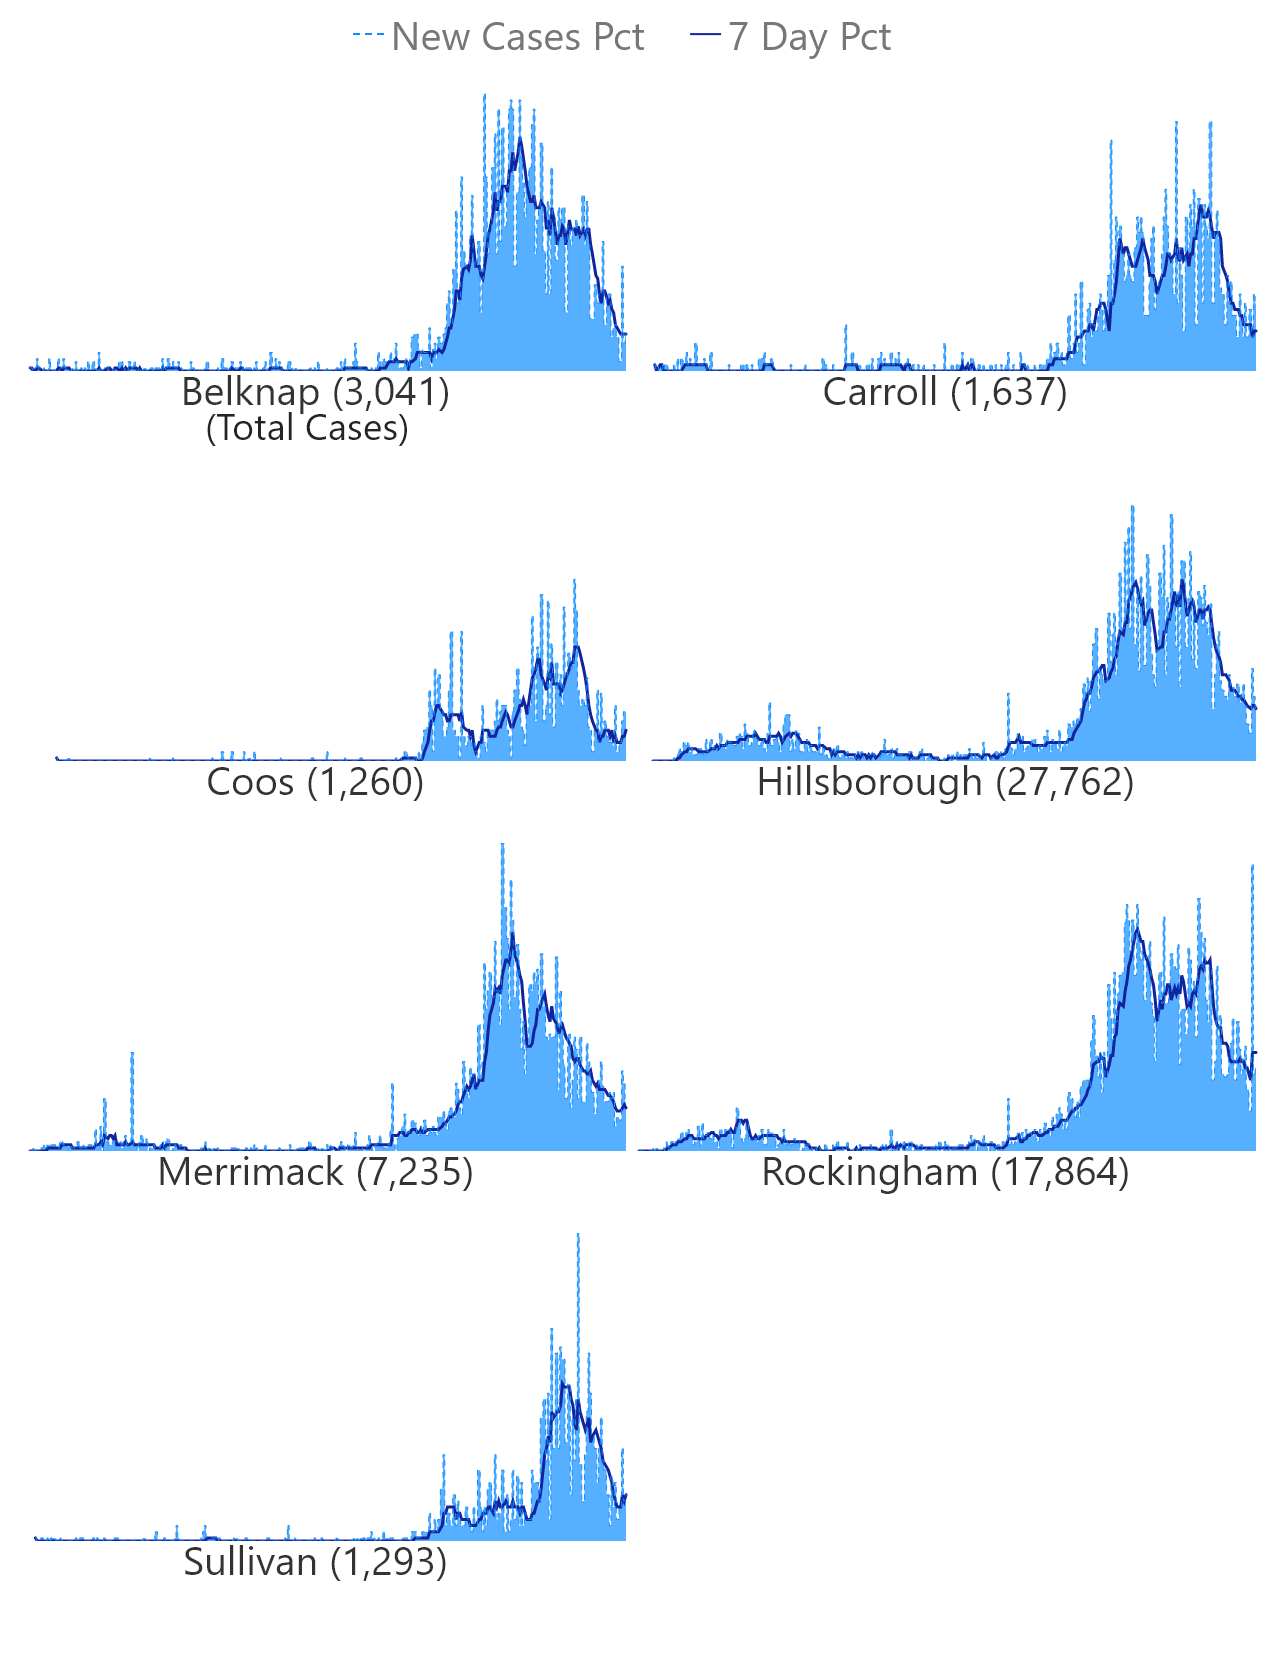 New Cases Pct 7 Day Pct
Belknap (3,041) Carroll (1,637)
(Total Cases)
Coos (1,260) Hillsborough (27,762)
Merrimack (7,235) Rockingham (17,864)
Sullivan (1,293)